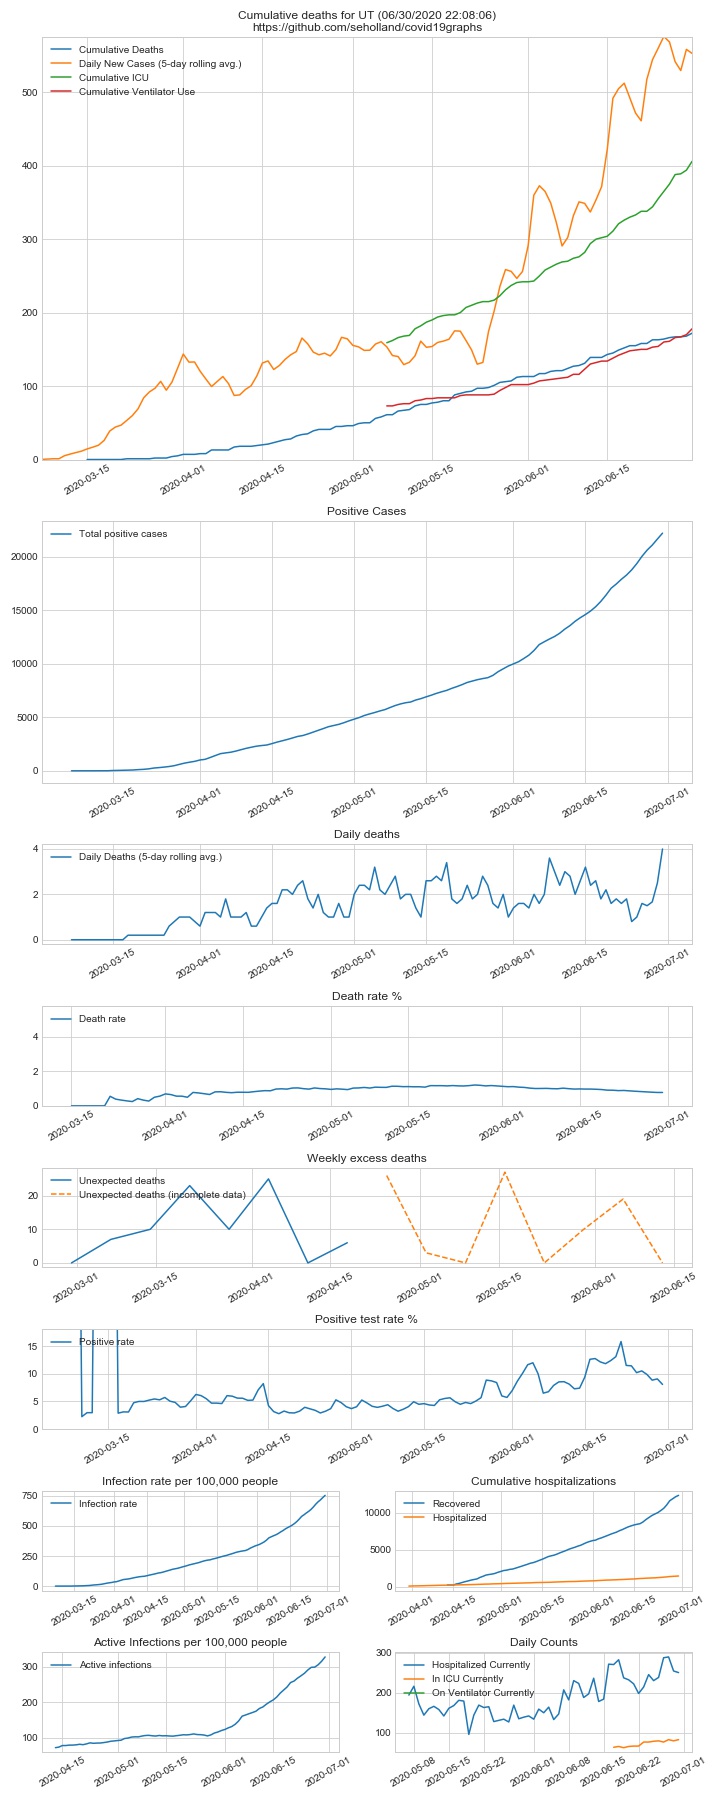 Cumulative deaths for UT (06/30/2020 22:08:06)
https://github.com/seholland/covid19graphs
Cumulative Deaths
Daily New Cases (5-day rolling avg.)
Cumulative ICU
Cumulative Ventilator Use
500
400
300
200
100
0
2020-03-15 2020-04-01 2020-04-15 2020-05-01 2020-05-15 2020-06-01 2020-06-15
Positive Cases
Total positive cases
20000
15000
10000
5000
0
2020-03-15 2020-04-01 2020-04-15 2020-05-01 2020-05-15 2020-06-01 2020-06-15 2020-07-01
Daily deaths
4
Daily Deaths (5-day rolling avg.)
2
0
2020-03-15 2020-04-01 2020-04-15 2020-05-01 2020-05-15 2020-06-01 2020-06-15 2020-07-01
Death rate %
Death rate
4
2
0
2020-03-15 2020-04-01 2020-04-15 2020-05-01 2020-05-15 2020-06-01 2020-06-15 2020-07-01
Weekly excess deaths
Unexpected deaths
Unexpected deaths (incomplete data)
20
10
0
2020-03-01 2020-03-15 2020-04-01 2020-04-15 2020-05-01 2020-05-15 2020-06-01 2020-06-15
Positive test rate %
Positive rate
15
10
5
0
2020-03-15 2020-04-01 2020-04-15 2020-05-01 2020-05-15 2020-06-01 2020-06-15 2020-07-01
Infection rate per 100,000 people
750
Infection rate
500
250
0
2020-03-15 2020-04-01 2020-04-15 2020-05-01 2020-05-15 2020-06-01 2020-06-15 2020-07-01
Cumulative hospitalizations
Recovered
Hospitalized
10000
5000
0
2020-04-01 2020-04-15 2020-05-01 2020-05-15 2020-06-01 2020-06-15 2020-07-01
Active Infections per 100,000 people
300
Active infections
200
100
2020-04-15 2020-05-01 2020-05-15 2020-06-01 2020-06-15 2020-07-01
Daily Counts
300
Hospitalized Currently
In ICU Currently
On Ventilator Currently
200
100
2020-05-08 2020-05-15 2020-05-22 2020-06-01 2020-06-08 2020-06-15 2020-06-22 2020-07-01